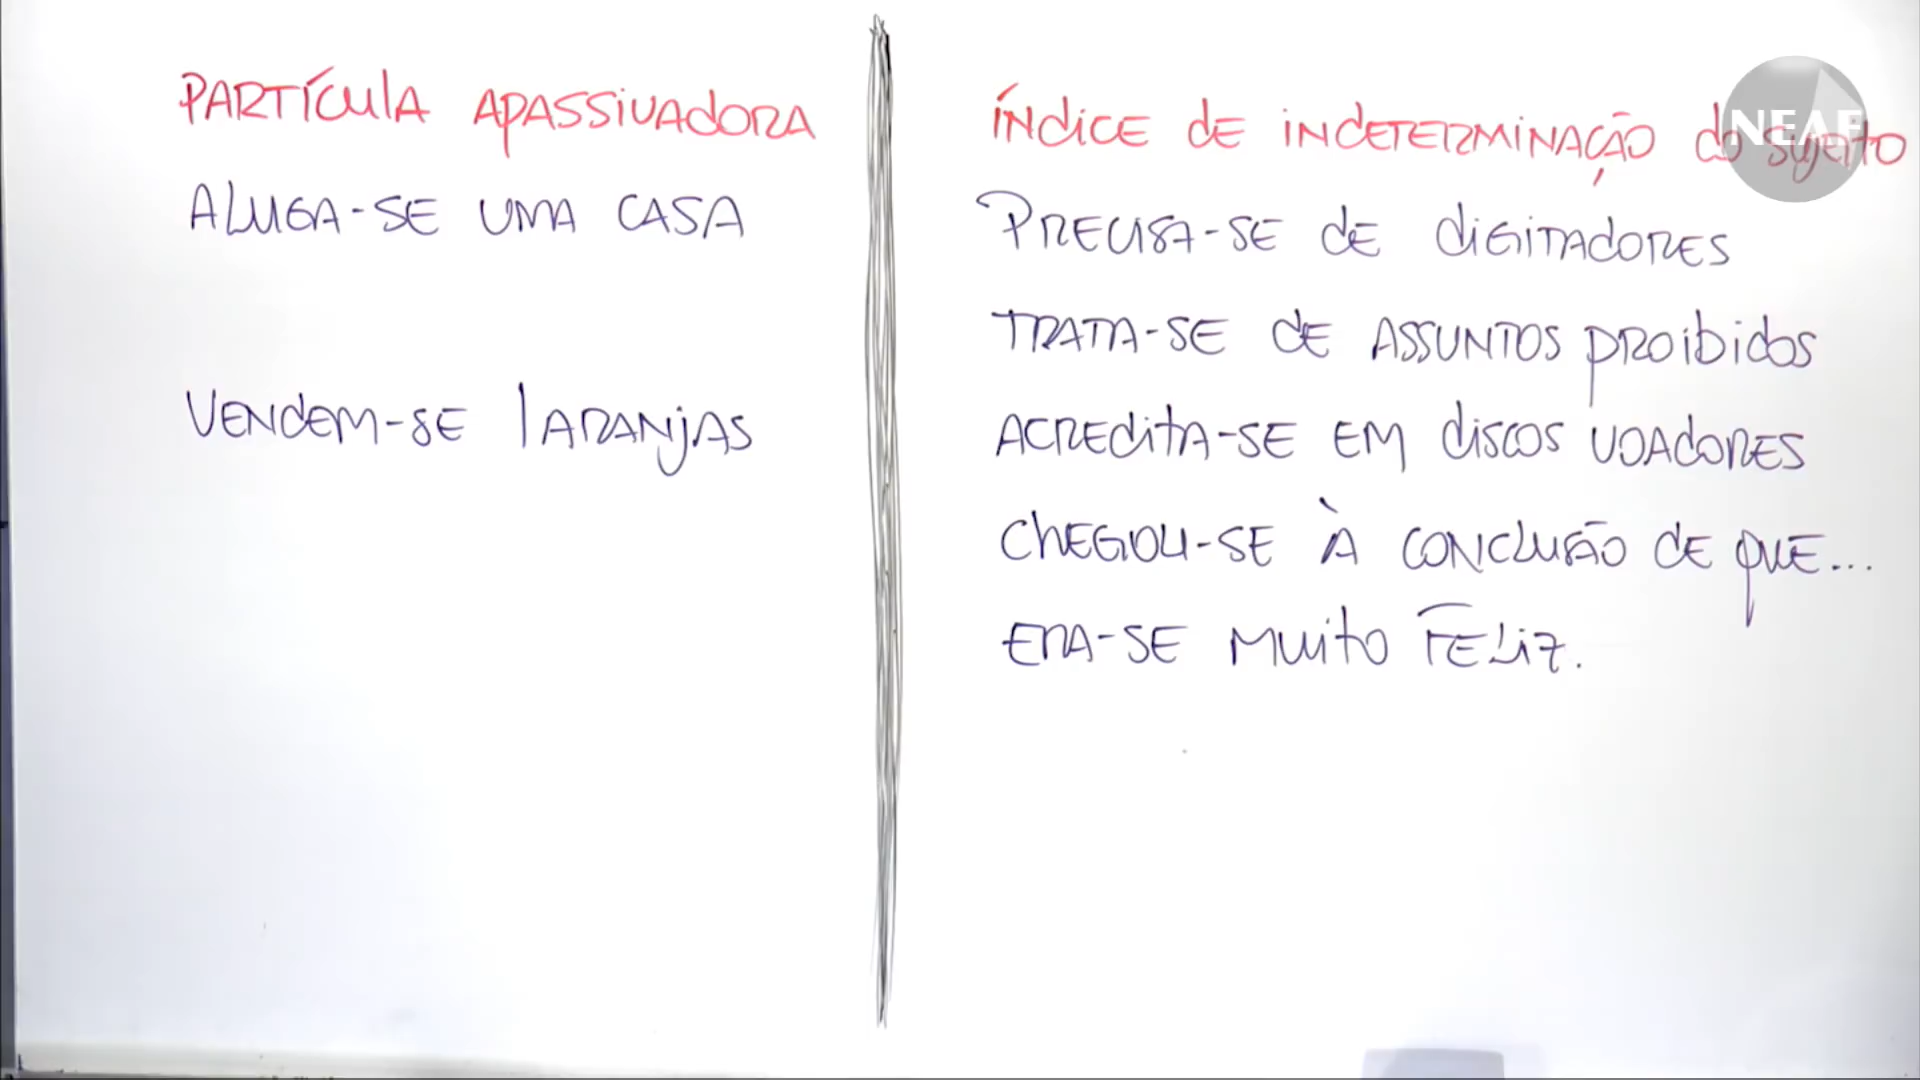 PARTÍCULA APASSIVADORA
ALUGA-SE UMA CASA
VENDEM-SE LARANJAS
ÍNDICE DE INDETERMINAÇÃO DO SUJEITO
PRECISA-SE DE DIGITADORES
TRATA-SE DE ASSUNTOS PROIBIDOS
ACREDITA-SE EM DISCOS VOADORES
CHEGOU-SE À CONCLUSÃO DE QUE...
ERA-SE MUITO FELIZ.
NEAF